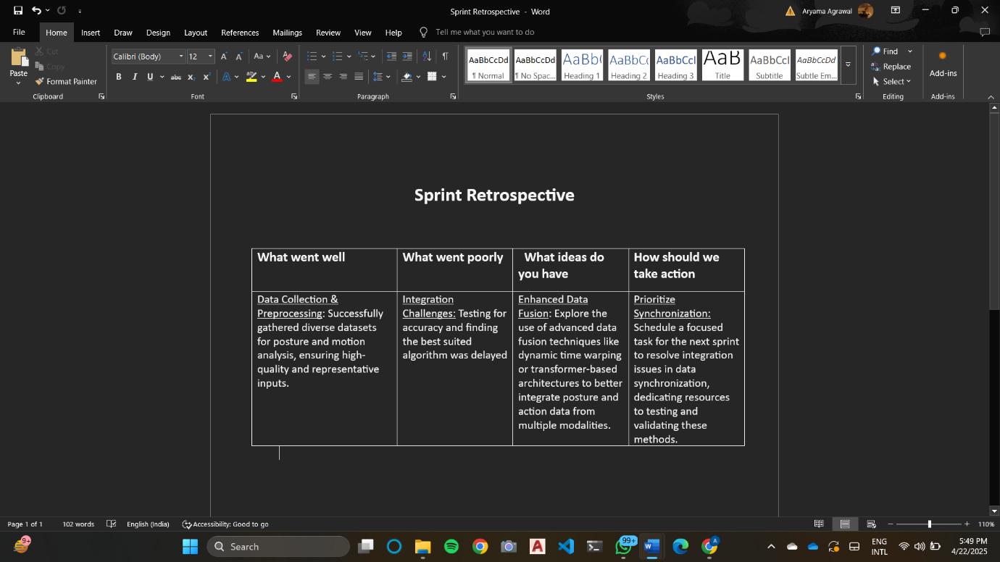 Sprint Retrospective - Word
Aryama Agrawal
File Home Insert Draw Design Layout References Mailings Review View Help Tell me what you want to do
Paste
Cut
Copy
Format Painter
Clipboard
Calibri (Body) 12
Font
Paragraph
AaBbCcDd AaBbCcDd AaBb( AaBbCc AaBbCcI AaB AaBbCcI AaBbCcDd
¶ Normal ¶ No Spac... Heading 1 Heading 2 Heading 3 Title Subtitle Subtle Em...
Styles
Find
Replace
Select
Editing
Add-ins
Add-ins
Sprint Retrospective
What went well
What went poorly
What ideas do
you have
How should we
take action
Data Collection &
Preprocessing: Successfully
gathered diverse datasets
for posture and motion
analysis, ensuring high-
quality and representative
inputs.
Integration
Challenges: Testing for
accuracy and finding
the best suited
algorithm was delayed
Enhanced Data
Fusion: Explore the
use of advanced data
fusion techniques like
dynamic time warping
or transformer-based
architectures to better
integrate posture and
action data from
multiple modalities.
Prioritize
Synchronization:
Schedule a focused
task for the next sprint
to resolve integration
issues in data
synchronization,
dedicating resources
to testing and
validating these
methods.
Page 1 of 1 102 words English (India) Accessibility: Good to go 110%
9+
Search
99+
ENG
INTL
5:49 PM
4/22/2025